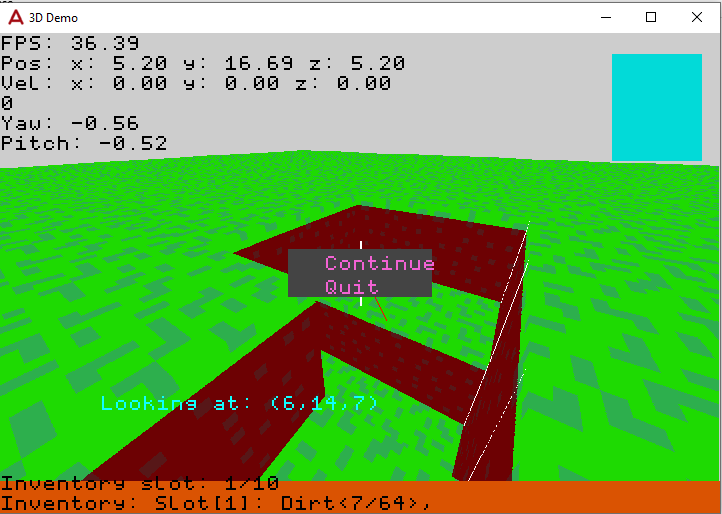 3D Demo
FPS: 36.39
Pos: x: 5.20 y: 16.69 z: 5.20
Vel: x: 0.00 y: 0.00 z: 0.00
0
Yaw: -0.56
Pitch: -0.52
Continue
Quit
Looking at: (6,14,7)
Inventory slot: 1/10
Inventory: Slot[1]: Dirt<7/64>,